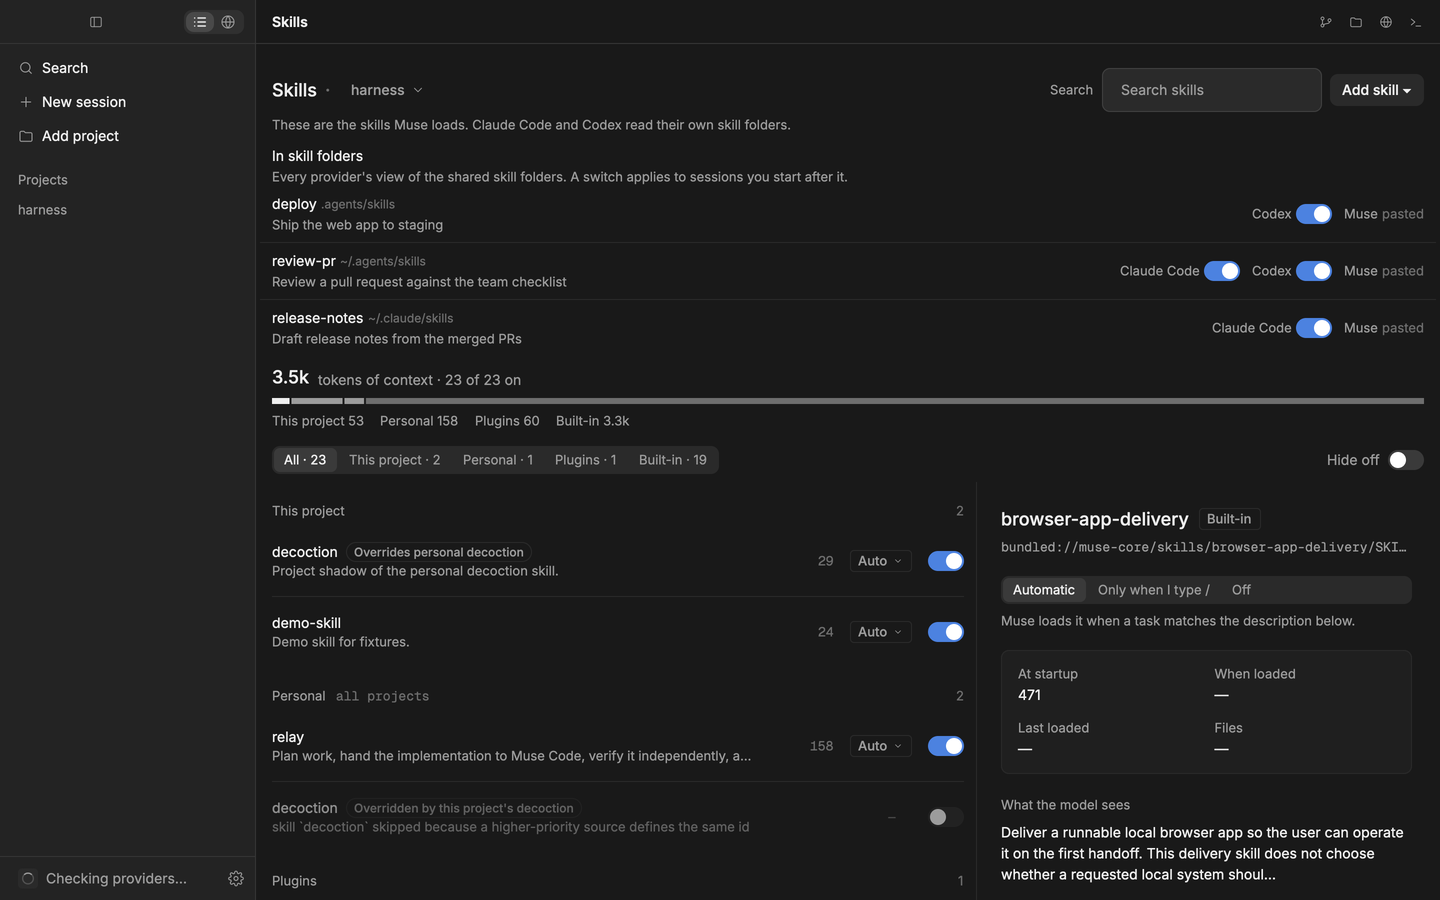 Skills
Search
New session
Add project
Projects
harness
Checking providers...
Skills · harness
Search
Search skills
Add skill
These are the skills Muse loads. Claude Code and Codex read their own skill folders.
In skill folders
Every provider's view of the shared skill folders. A switch applies to sessions you start after it.
deploy .agents/skills
Ship the web app to staging
Codex
Muse pasted
review-pr ~/.agents/skills
Review a pull request against the team checklist
Claude Code
Codex
Muse pasted
release-notes ~/.claude/skills
Draft release notes from the merged PRs
Claude Code
Muse pasted
3.5k tokens of context · 23 of 23 on
This project 53 Personal 158 Plugins 60 Built-in 3.3k
All · 23 This project · 2 Personal · 1 Plugins · 1 Built-in · 19
Hide off
This project 2
decoction Overrides personal decoction
Project shadow of the personal decoction skill.
29 Auto
demo-skill
Demo skill for fixtures.
24 Auto
Personal all projects 2
relay
Plan work, hand the implementation to Muse Code, verify it independently, a...
158 Auto
decoction Overridden by this project's decoction
skill `decoction` skipped because a higher-priority source defines the same id
–
Plugins 1
browser-app-delivery Built-in
bundled://muse-core/skills/browser-app-delivery/SKI…
Automatic Only when I type / Off
Muse loads it when a task matches the description below.
At startup When loaded
471 —
Last loaded Files
— —
What the model sees
Deliver a runnable local browser app so the user can operate
it on the first handoff. This delivery skill does not choose
whether a requested local system shoul...